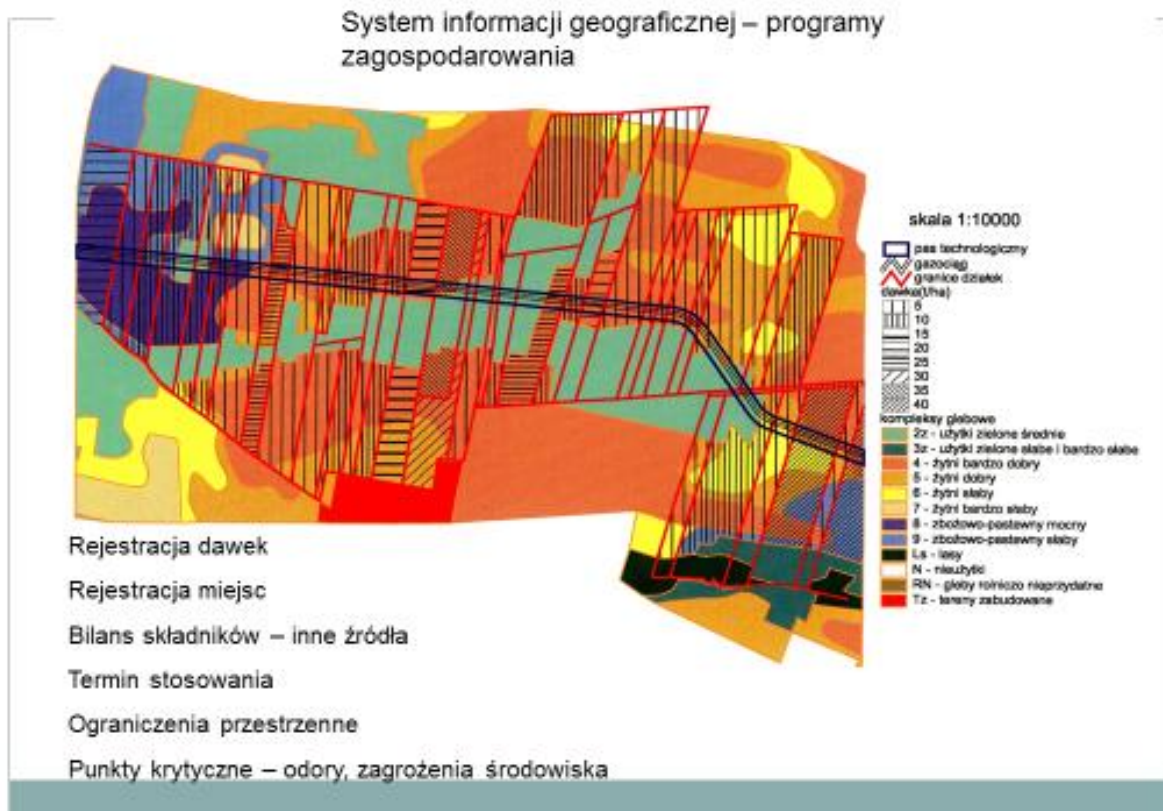 System informacji geograficznej – programy
zagospodarowania
skala 1:10000
pas technologiczny
gazociąg
granice działek
dawka(t/ha)
5
10
15
20
25
30
35
40
kompleksy glebowe
2z - użytki zielone średnie
3z - użytki zielone słabe i bardzo słabe
4 - żytni bardzo dobry
5 - żytni dobry
6 - żytni słaby
7 - żytni bardzo słaby
8 - zbożowo-pastewny mocny
9 - zbożowo-pastewny słaby
Ls - lasy
N - nieużytki
RN - gleby rolniczo nieprzydatne
Tz - tereny zabudowane
Rejestracja dawek
Rejestracja miejsc
Bilans składników – inne źródła
Termin stosowania
Ograniczenia przestrzenne
Punkty krytyczne – odory, zagrożenia środowiska